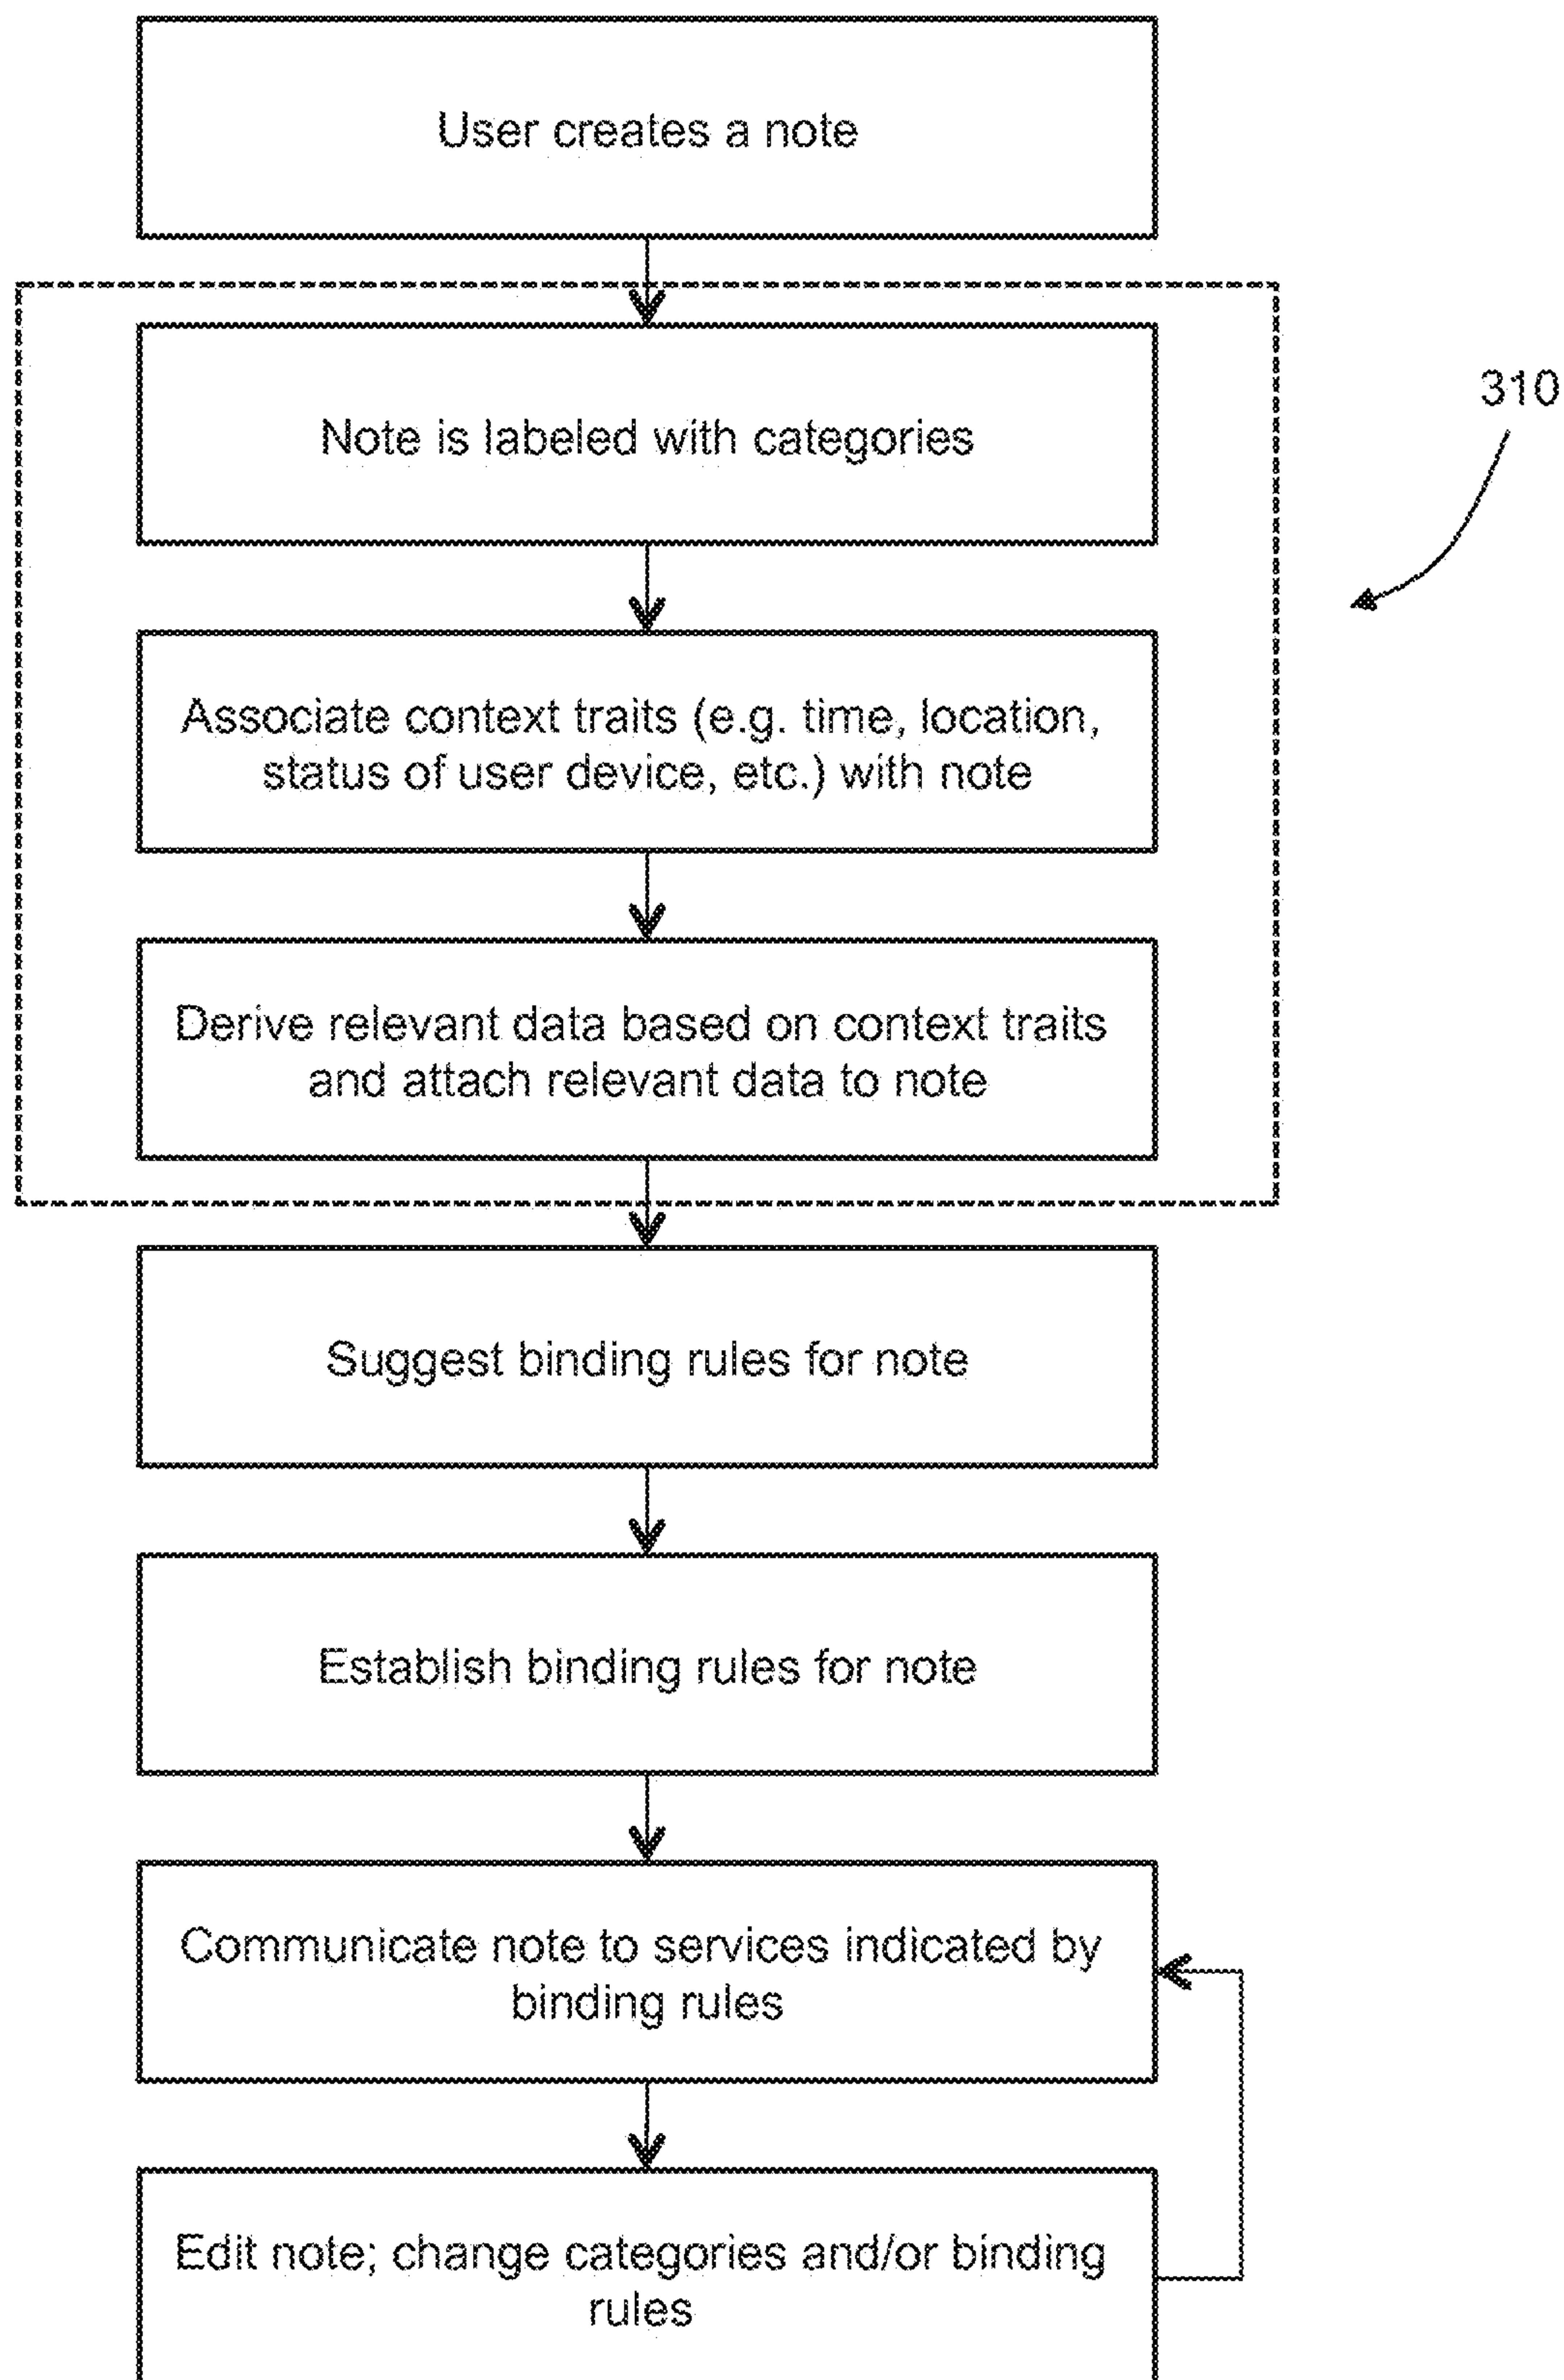 User creates a note
Note is labeled with categories
310
Associate context traits (e.g. time, location,
status of user device, etc.) with note
Derive relevant data based on context traits
and attach relevant data to note
Suggest binding rules for note
Establish binding rules for note
Communicate note to services indicated by
binding rules
Edit note; change categories and/or binding
rules